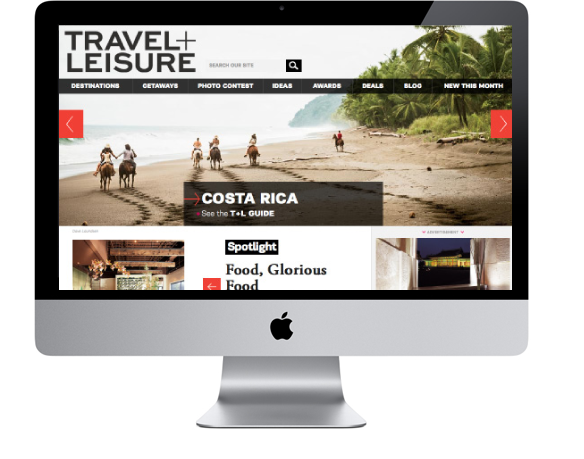 TRAVEL+
LEISURE
SEARCH OUR SITE
DESTINATIONS GETAWAYS PHOTO CONTEST IDEAS AWARDS DEALS BLOG NEW THIS MONTH
COSTA RICA
See the T+L GUIDE
ADVERTISEMENT
Spotlight
Food, Glorious
Food